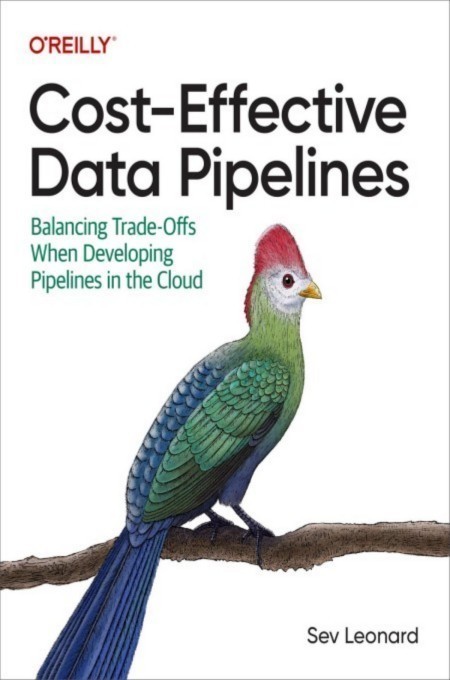 O'REILLY®
Cost-Effective
Data Pipelines
Balancing Trade-Offs
When Developing
Pipelines in the Cloud
Sev Leonard